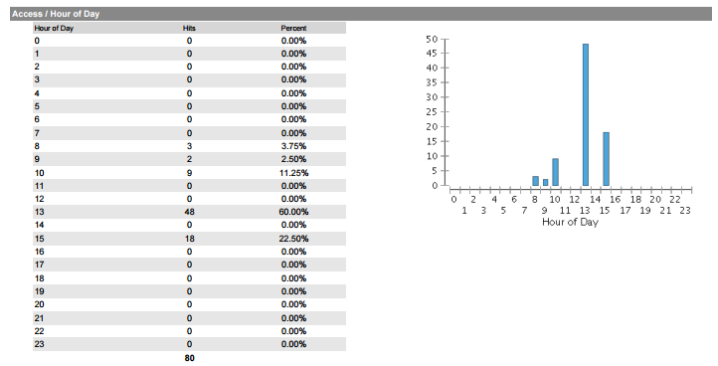 Access / Hour of Day
Hour of Day Hits Percent
0 0 0.00%
1 0 0.00%
2 0 0.00%
3 0 0.00%
4 0 0.00%
5 0 0.00%
6 0 0.00%
7 0 0.00%
8 3 3.75%
9 2 2.50%
10 9 11.25%
11 0 0.00%
12 0 0.00%
13 48 60.00%
14 0 0.00%
15 18 22.50%
16 0 0.00%
17 0 0.00%
18 0 0.00%
19 0 0.00%
20 0 0.00%
21 0 0.00%
22 0 0.00%
23 0 0.00%
80
50
45
40
35
30
25
20
15
10
5
0
0 2 4 6 8 10 12 14 16 18 20 22
1 3 5 7 9 11 13 15 17 19 21 23
Hour of Day